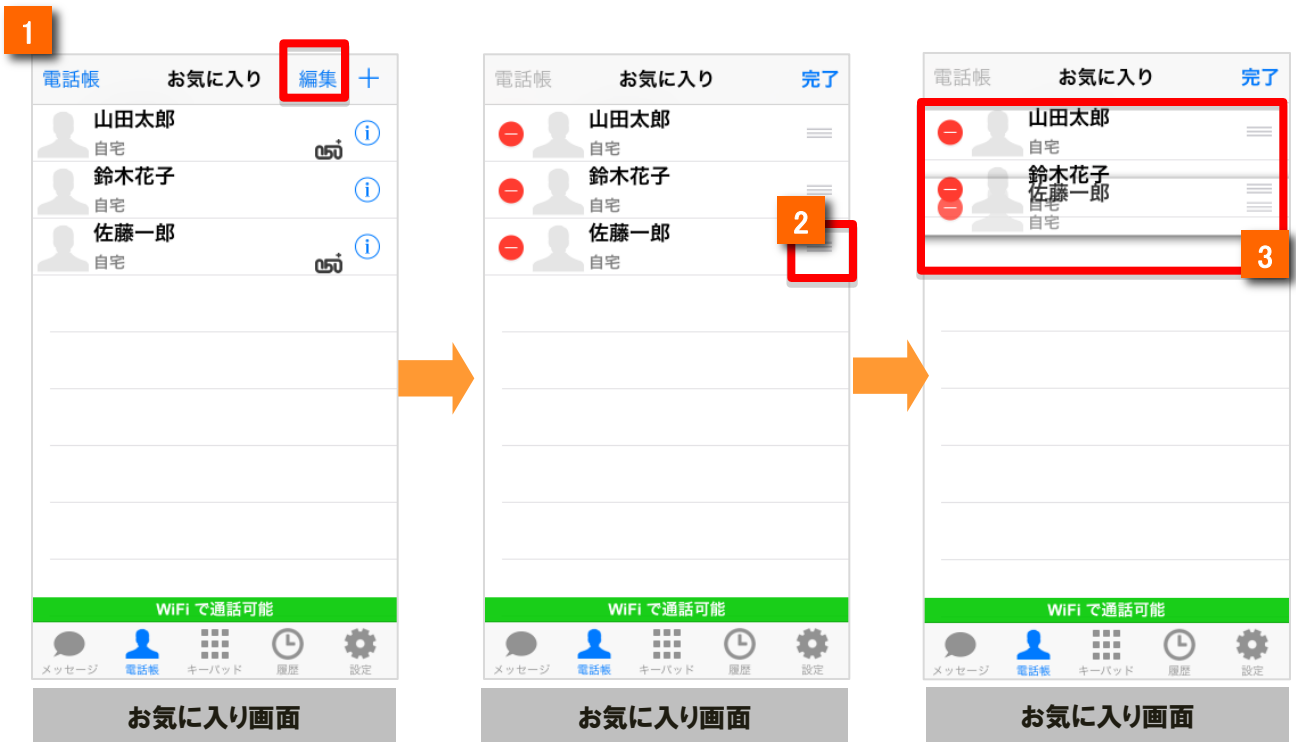 1
電話帳 お気に入り 編集 +
山田太郎
自宅
050+
鈴木花子
自宅
佐藤一郎
自宅
050+
WiFi で通話可能
メッセージ 電話帳 キーパッド 履歴 設定
お気に入り画面
電話帳 お気に入り 完了
山田太郎
自宅
鈴木花子
自宅
2
佐藤一郎
自宅
WiFi で通話可能
メッセージ 電話帳 キーパッド 履歴 設定
お気に入り画面
電話帳 お気に入り 完了
山田太郎
自宅
鈴木花子
佐藤一郎
自宅
自宅
3
WiFi で通話可能
メッセージ 電話帳 キーパッド 履歴 設定
お気に入り画面